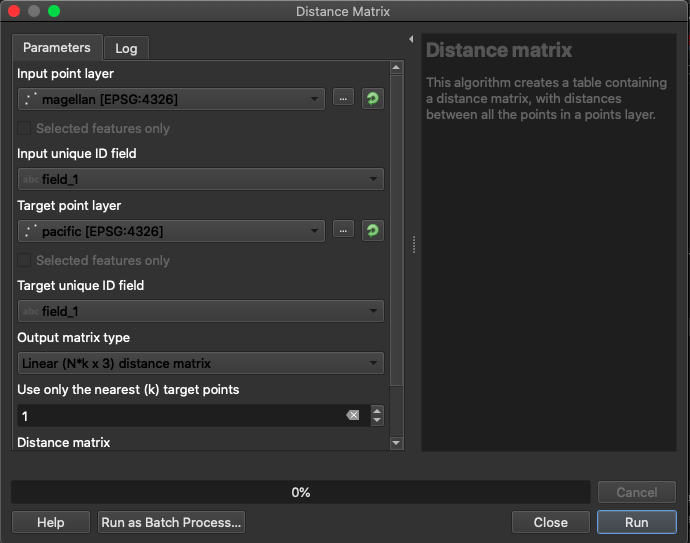 Distance Matrix
Parameters
Log
Input point layer
magellan [EPSG:4326]
...
Selected features only
Input unique ID field
abc field_1
Target point layer
pacific [EPSG:4326]
...
Selected features only
Target unique ID field
abc field_1
Output matrix type
Linear (N*k x 3) distance matrix
Use only the nearest (k) target points
1
Distance matrix
Distance matrix
This algorithm creates a table containing
a distance matrix, with distances
between all the points in a points layer.
0%
Cancel
Help
Run as Batch Process...
Close
Run